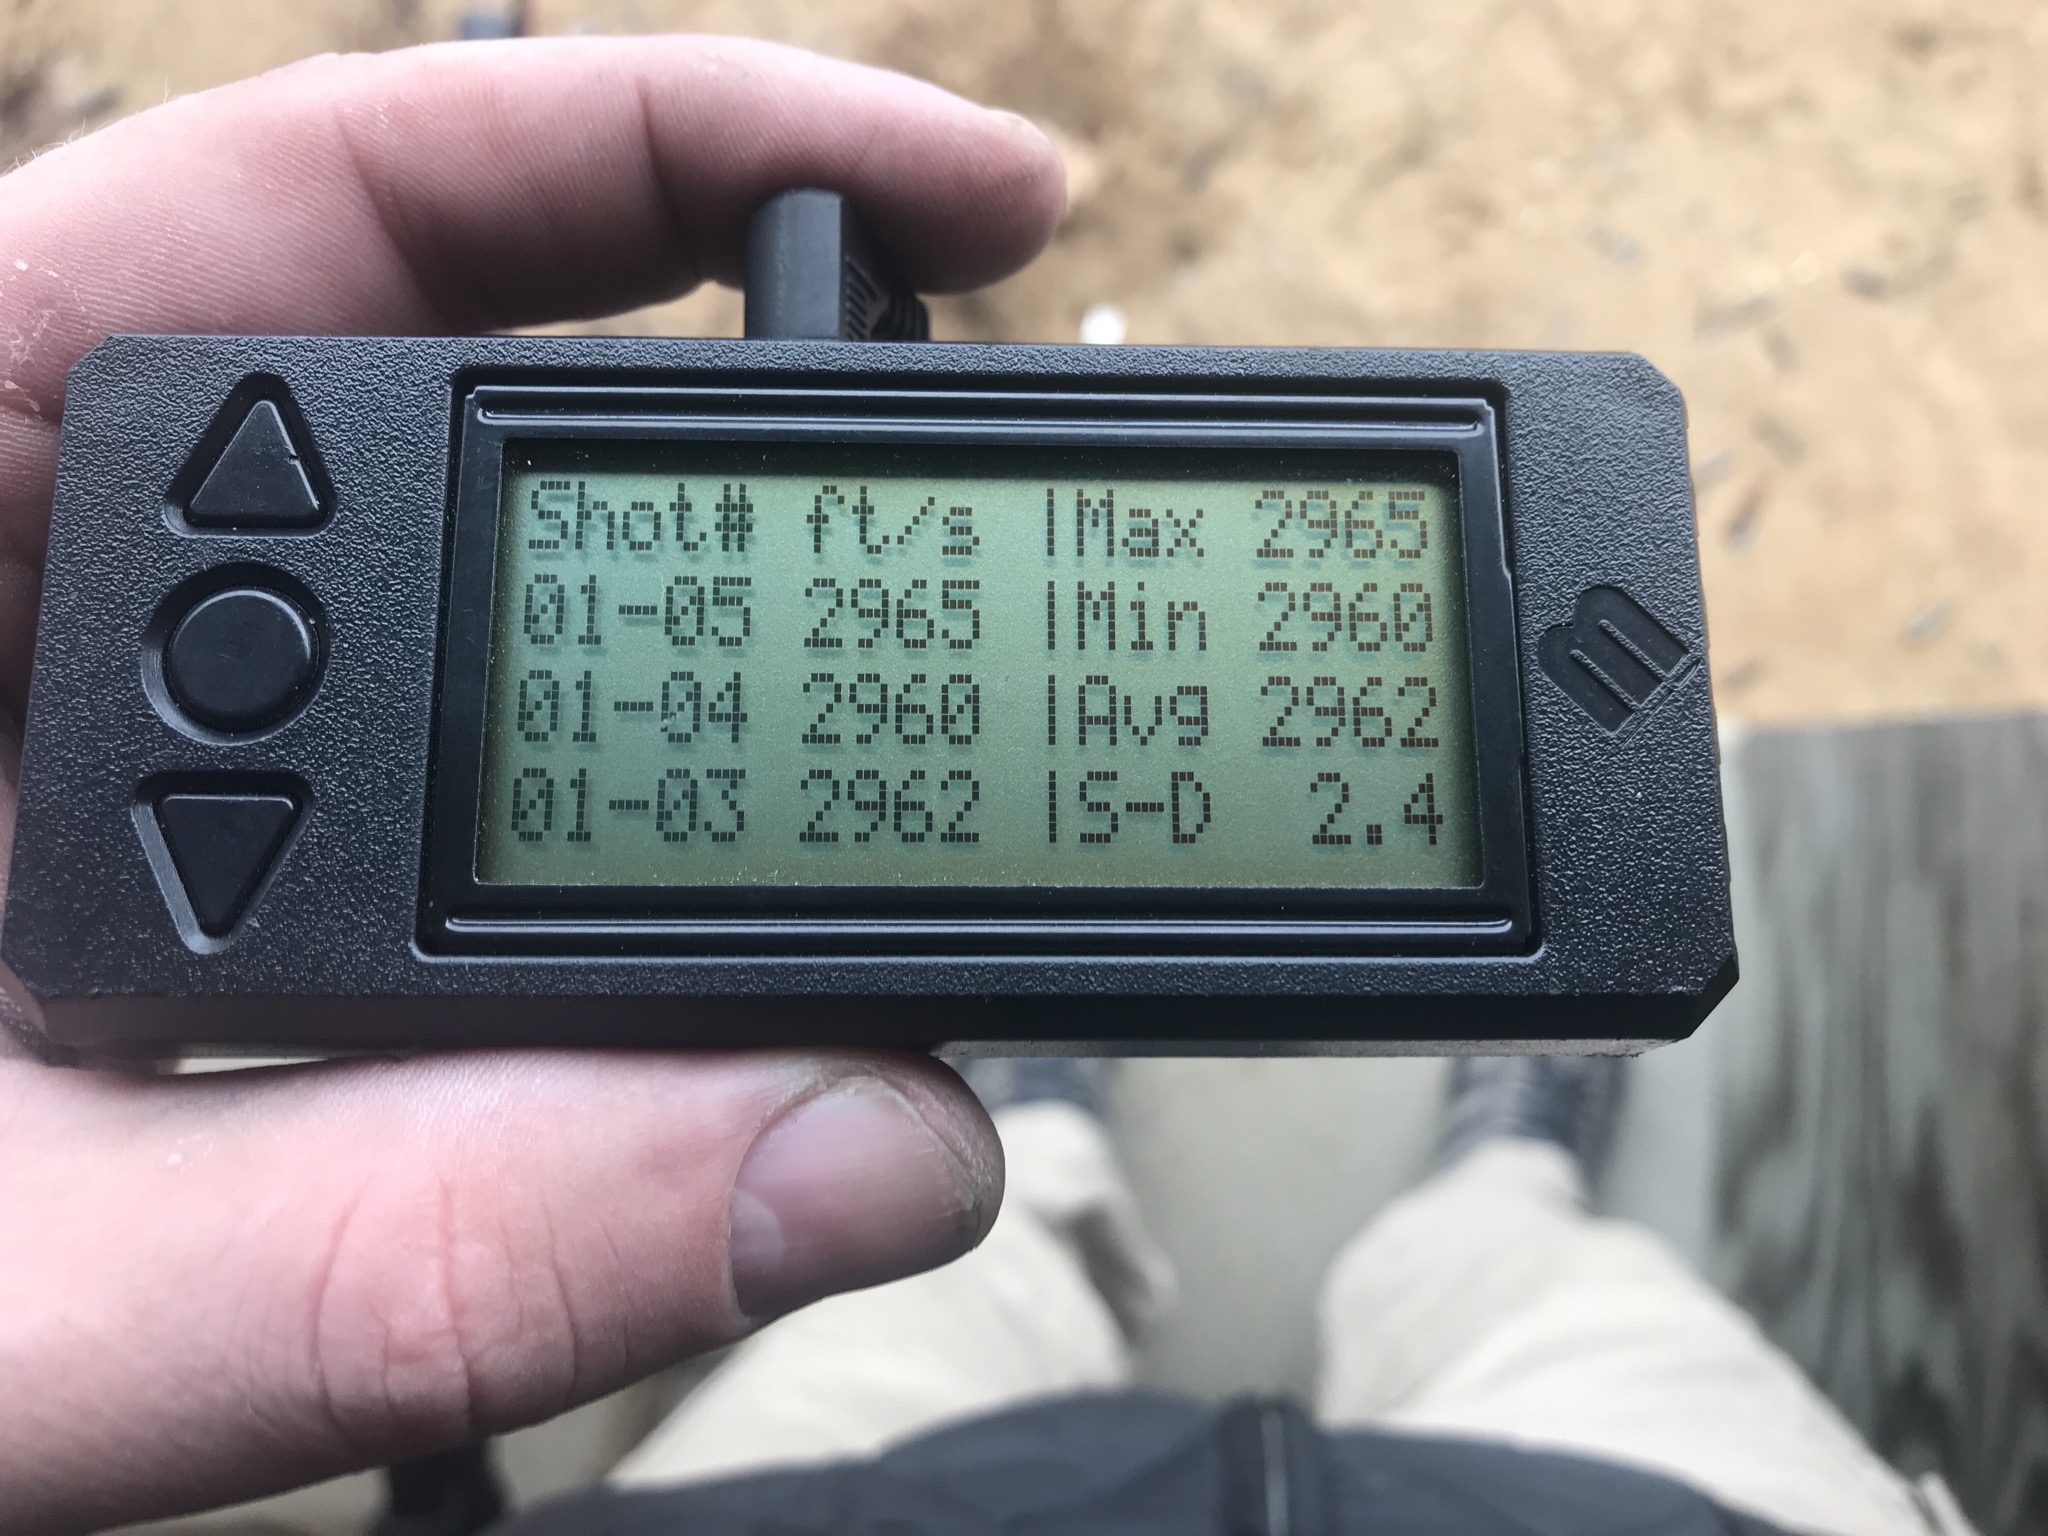 Shot# ft/s |Max 2965
01-05 2965 |Min 2960
01-04 2960 |Avg 2962
01-03 2962 |S-D 2.4
m